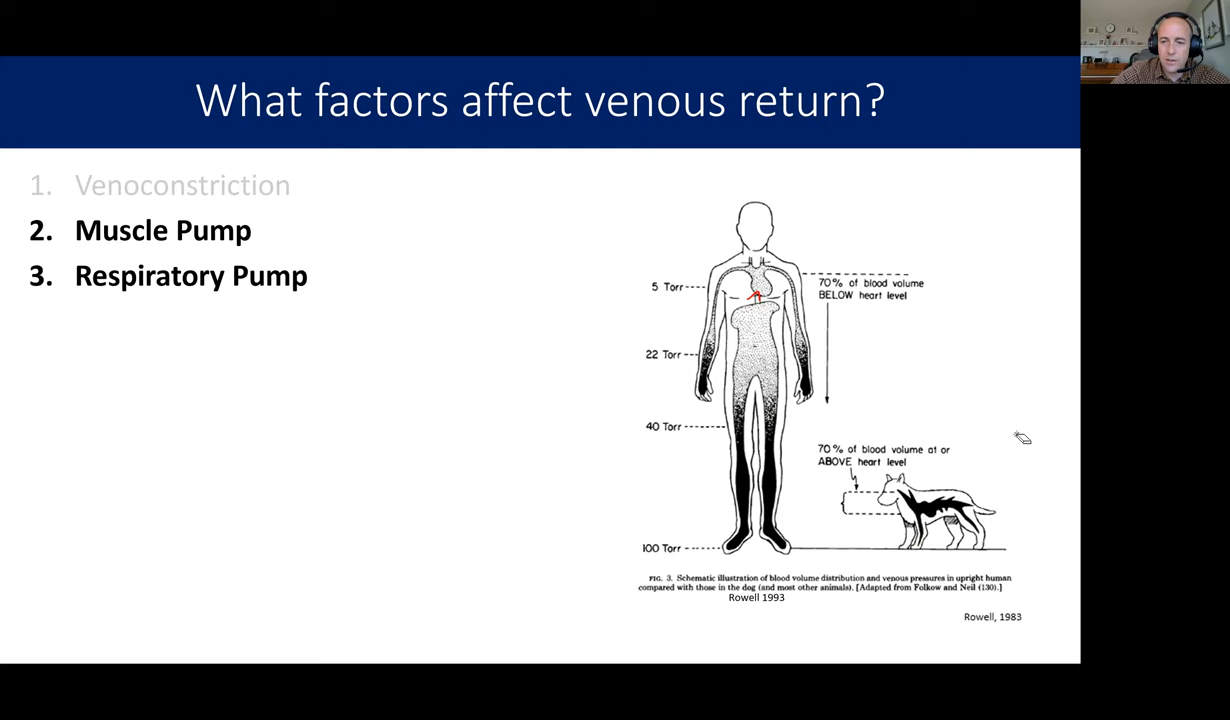 What factors affect venous return?
1. Venoconstriction
2. Muscle Pump
3. Respiratory Pump
5 Torr
70% of blood volume
BELOW heart level
22 Torr
40 Torr
70% of blood volume at or
ABOVE heart level
100 Torr
FIG. 3. Schematic illustration of blood volume distribution and venous pressures in upright human
compared with those in the dog (and most other animals). [Adapted from Folkow and Neil (130).]
Rowell 1993
Rowell, 1983